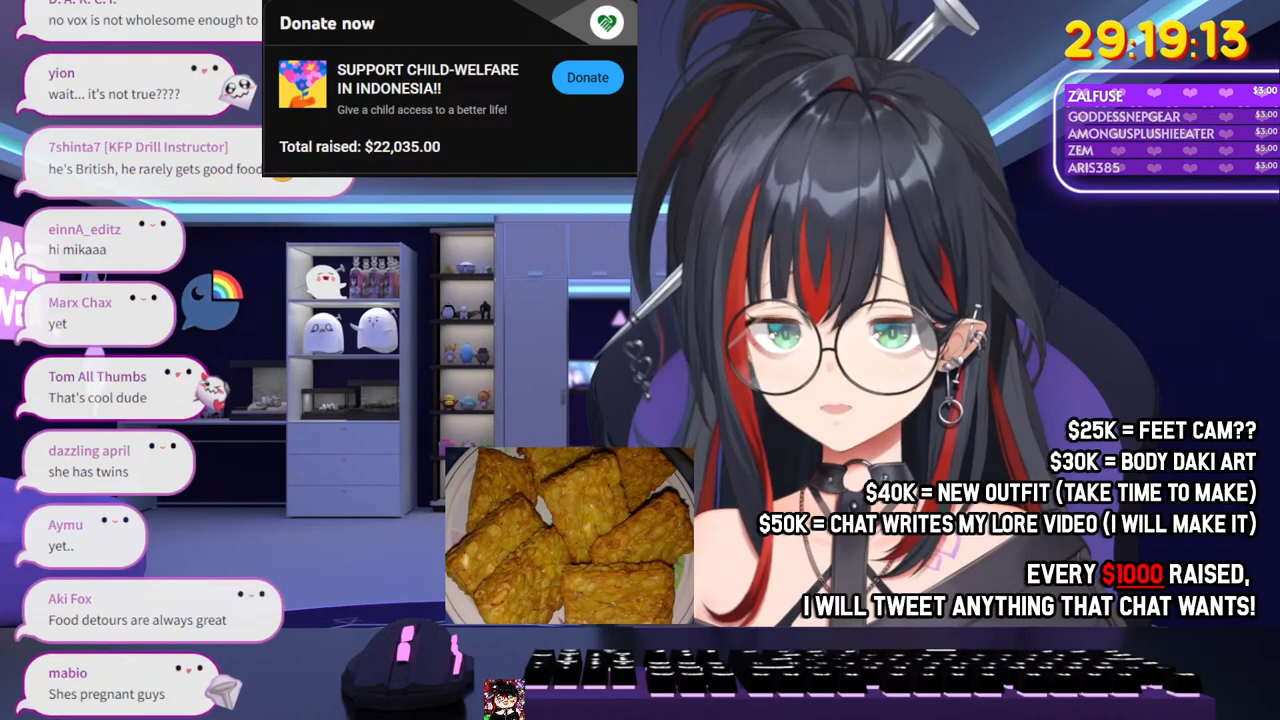 no vox is not wholesome enough to
yion
wait... it's not true????
7shinta7 [KFP Drill Instructor]
he's British, he rarely gets good food
einnA_editz
hi mikaaa
Marx Chax
yet
Tom All Thumbs
That's cool dude
dazzling april
she has twins
Aymu
yet..
Aki Fox
Food detours are always great
mabio
Shes pregnant guys
Donate now
SUPPORT CHILD-WELFARE
IN INDONESIA!!
Donate
Give a child access to a better life!
Total raised: $22,035.00
29:19:13
ZALFUSE $3.00
GODDESSNEPGEAR $3.00
AMONGUSPLUSHIEEATER $3.00
ZEM $5.00
ARIS385 $3.00
$25K = FEET CAM??
$30K = BODY DAKI ART
$40K = NEW OUTFIT (TAKE TIME TO MAKE)
$50K = CHAT WRITES MY LORE VIDEO (I WILL MAKE IT)
EVERY $1000 RAISED,
I WILL TWEET ANYTHING THAT CHAT WANTS!